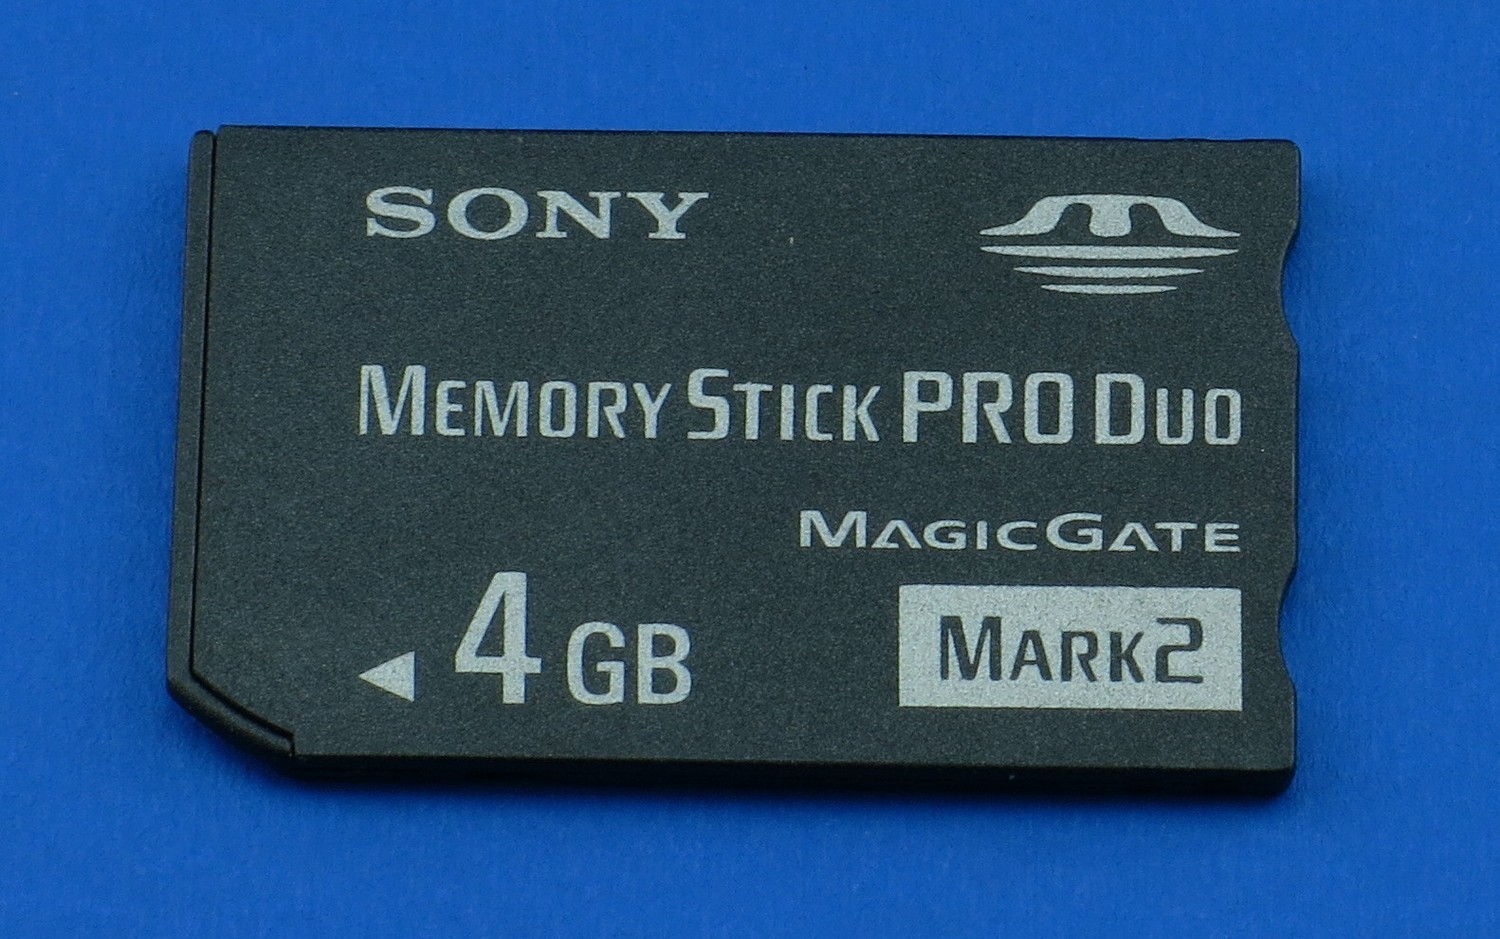 SONY
MEMORY STICK PRO DUO
MAGICGATE
4 GB
MARK2